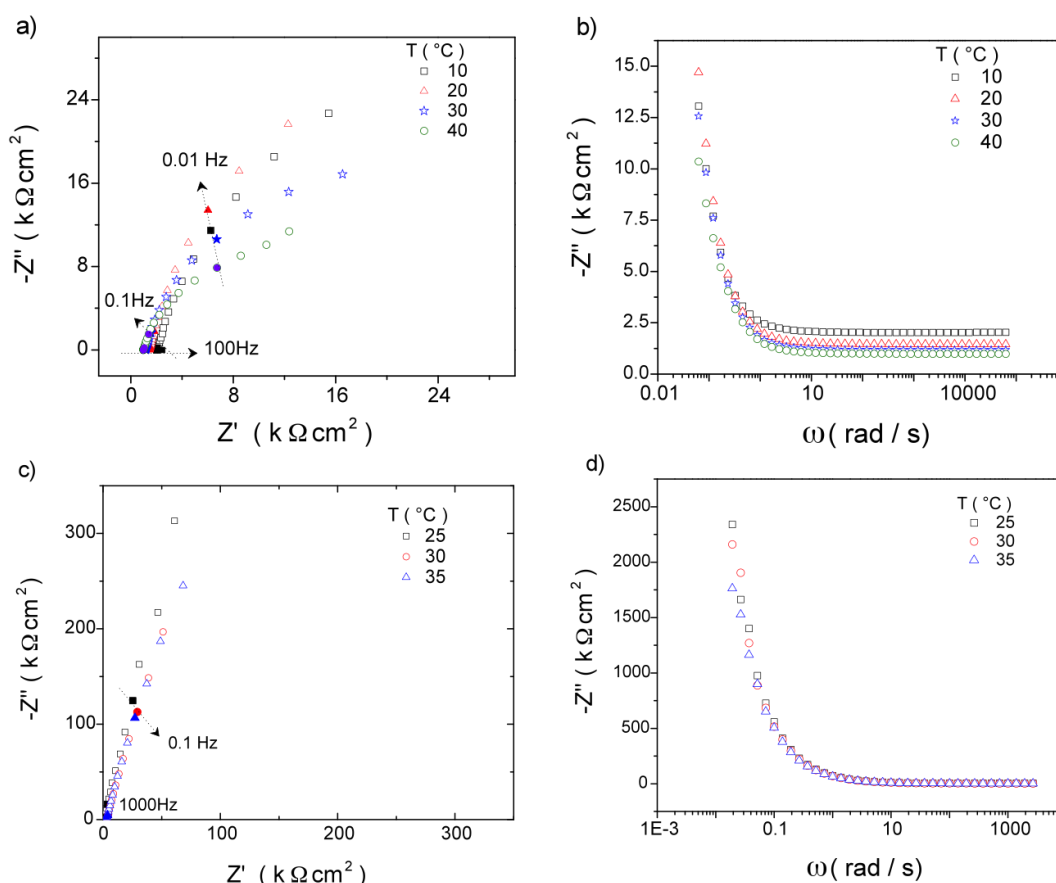 a)
-Z'' ( k Ω cm²)
24
16
8
0
T ( °C)
10
20
30
40
0.01 Hz
0.1Hz
100Hz
0 8 16 24
Z' ( k Ω cm²)
b)
-Z'' ( k Ω cm²)
15.0
12.5
10.0
7.5
5.0
2.5
0.0
T ( °C)
10
20
30
40
0.01 0.1 10 10000
ω( rad / s)
c)
-Z'' ( k Ω cm²)
300
200
100
0
T ( °C )
25
30
35
0.1 Hz
1000Hz
0 100 200 300
Z' ( k Ω cm²)
d)
-Z'' ( k Ω cm²)
2500
2000
1500
1000
500
0
T ( °C )
25
30
35
1E-3 0.1 10 1000
ω ( rad / s)